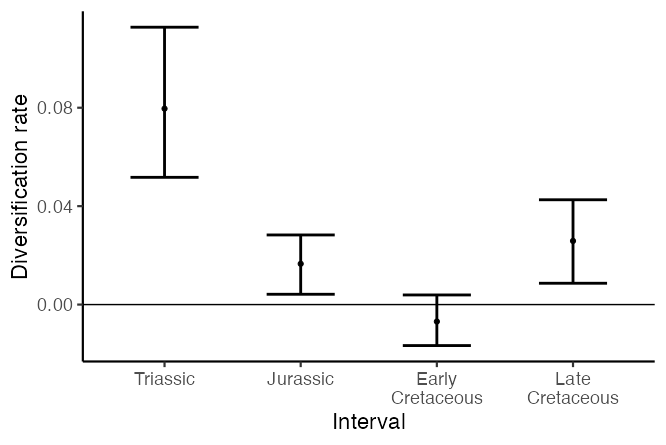 Diversification rate
0.08
0.04
0.00
Triassic
Jurassic
Early
Cretaceous
Late
Cretaceous
Interval